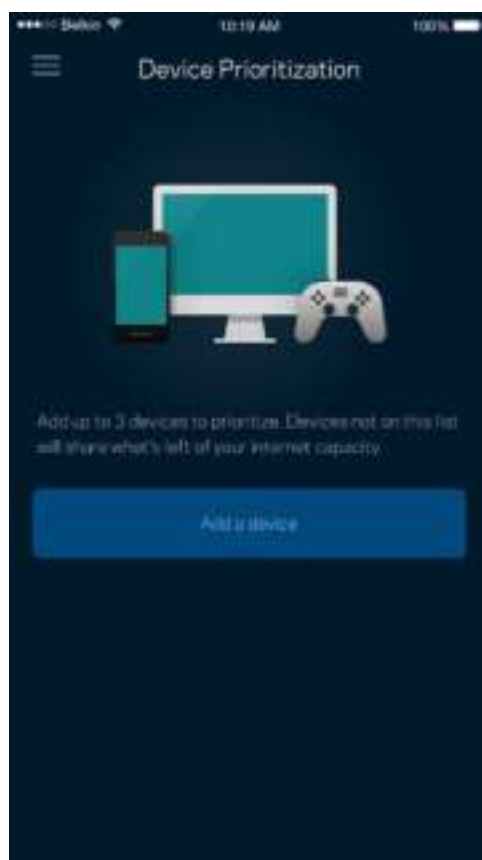 Belkin 10:19 AM 100%
Device Prioritization
Add up to 3 devices to prioritize. Devices not on this list
will share what's left of your internet capacity.
Add a device